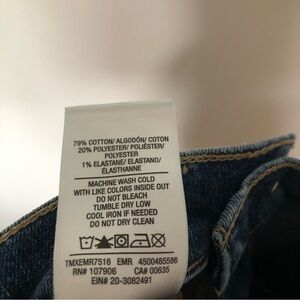 79% COTTON/ ALGODÓN/ COTON
20% POLYESTER/ POLIÉSTER/
POLYESTER
1% ELASTANE/ ELASTANO/
ÉLASTHANNE
MACHINE WASH COLD
WITH LIKE COLORS INSIDE OUT
DO NOT BLEACH
TUMBLE DRY LOW
COOL IRON IF NEEDED
DO NOT DRY CLEAN
TMXEMR7516 EMR 4500485586
RN# 107906 CA# 00635
EIN# 20-3082491